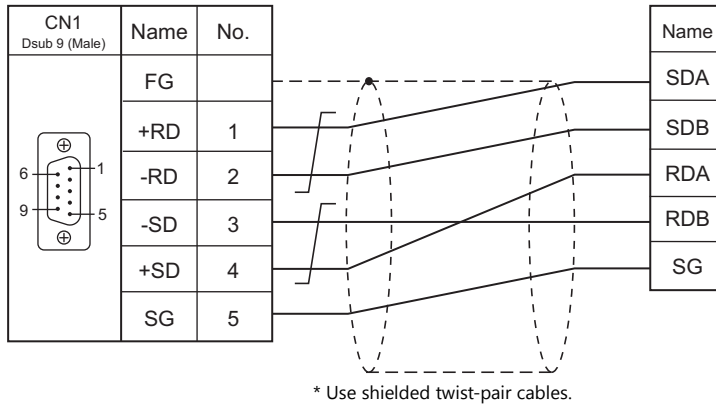 CN1
Dsub 9 (Male)
Name No.
Name
FG
SDA
+RD 1
SDB
-RD 2
RDA
-SD 3
RDB
+SD 4
SG
SG 5
6
1
9
5
* Use shielded twist-pair cables.